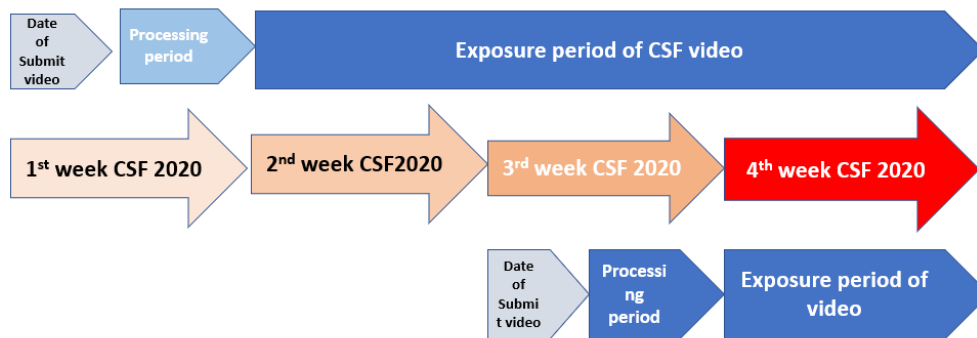 Date
of
Submit
video
Processing
period
Exposure period of CSF video
1st week CSF 2020
2nd week CSF2020
3rd week CSF 2020
4th week CSF 2020
Date
of
Submi
t video
Processi
ng
period
Exposure period of
video